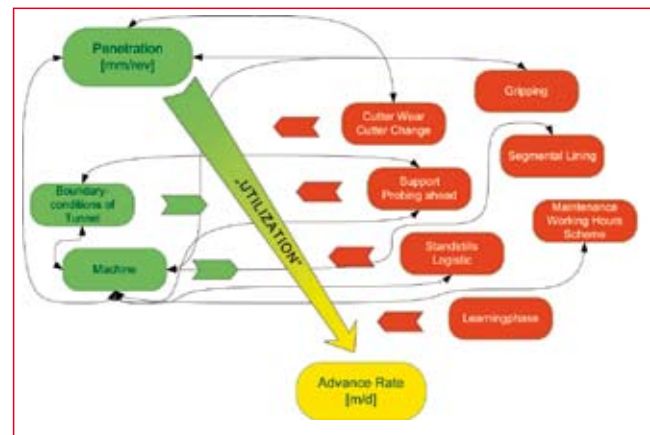 Penetration
[mm/rev]
Gripping
Cutter Wear
Cutter Change
Segmental Lining
Support
Probing ahead
Boundary-
conditions of
Tunnel
„UTILIZATION“
Maintenance
Working Hours
Scheme
Standstills
Logistic
Machine
Learningphase
Advance Rate
[m/d]